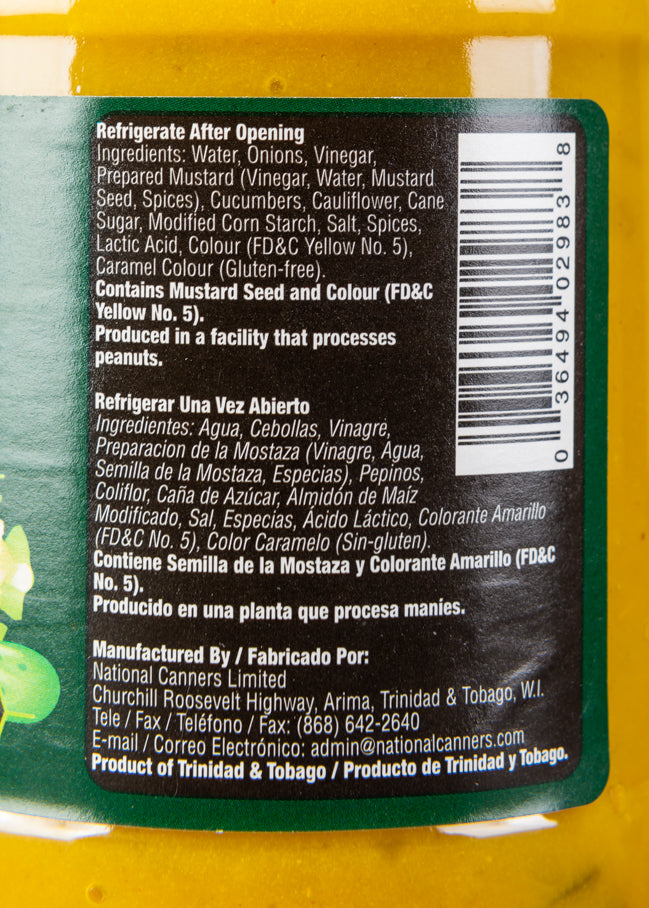 Refrigerate After Opening
Ingredients: Water, Onions, Vinegar,
Prepared Mustard (Vinegar, Water, Mustard
Seed, Spices), Cucumbers, Cauliflower, Cane
Sugar, Modified Corn Starch, Salt, Spices,
Lactic Acid, Colour (FD&C Yellow No. 5),
Caramel Colour (Gluten-free).
Contains Mustard Seed and Colour (FD&C
Yellow No. 5).
Produced in a facility that processes
peanuts.
Refrigerar Una Vez Abierto
Ingredientes: Agua, Cebollas, Vinagre,
Preparacion de la Mostaza (Vinagre, Agua,
Semilla de la Mostaza, Especias), Pepinos,
Coliflor, Caña de Azúcar, Almidón de Maíz
Modificado, Sal, Especias, Ácido Láctico, Colorante Amarillo
(FD&C No. 5), Color Caramelo (Sin-gluten).
Contiene Semilla de la Mostaza y Colorante Amarillo (FD&C
No. 5).
Producido en una planta que procesa maníes.
Manufactured By / Fabricado Por:
National Canners Limited
Churchill Roosevelt Highway, Arima, Trinidad & Tobago, W.I.
Tele / Fax / Teléfono / Fax: (868) 642-2640
E-mail / Correo Electrónico: admin@nationalcanners.com
Product of Trinidad & Tobago / Producto de Trinidad y Tobago.
0 36494 02983 8